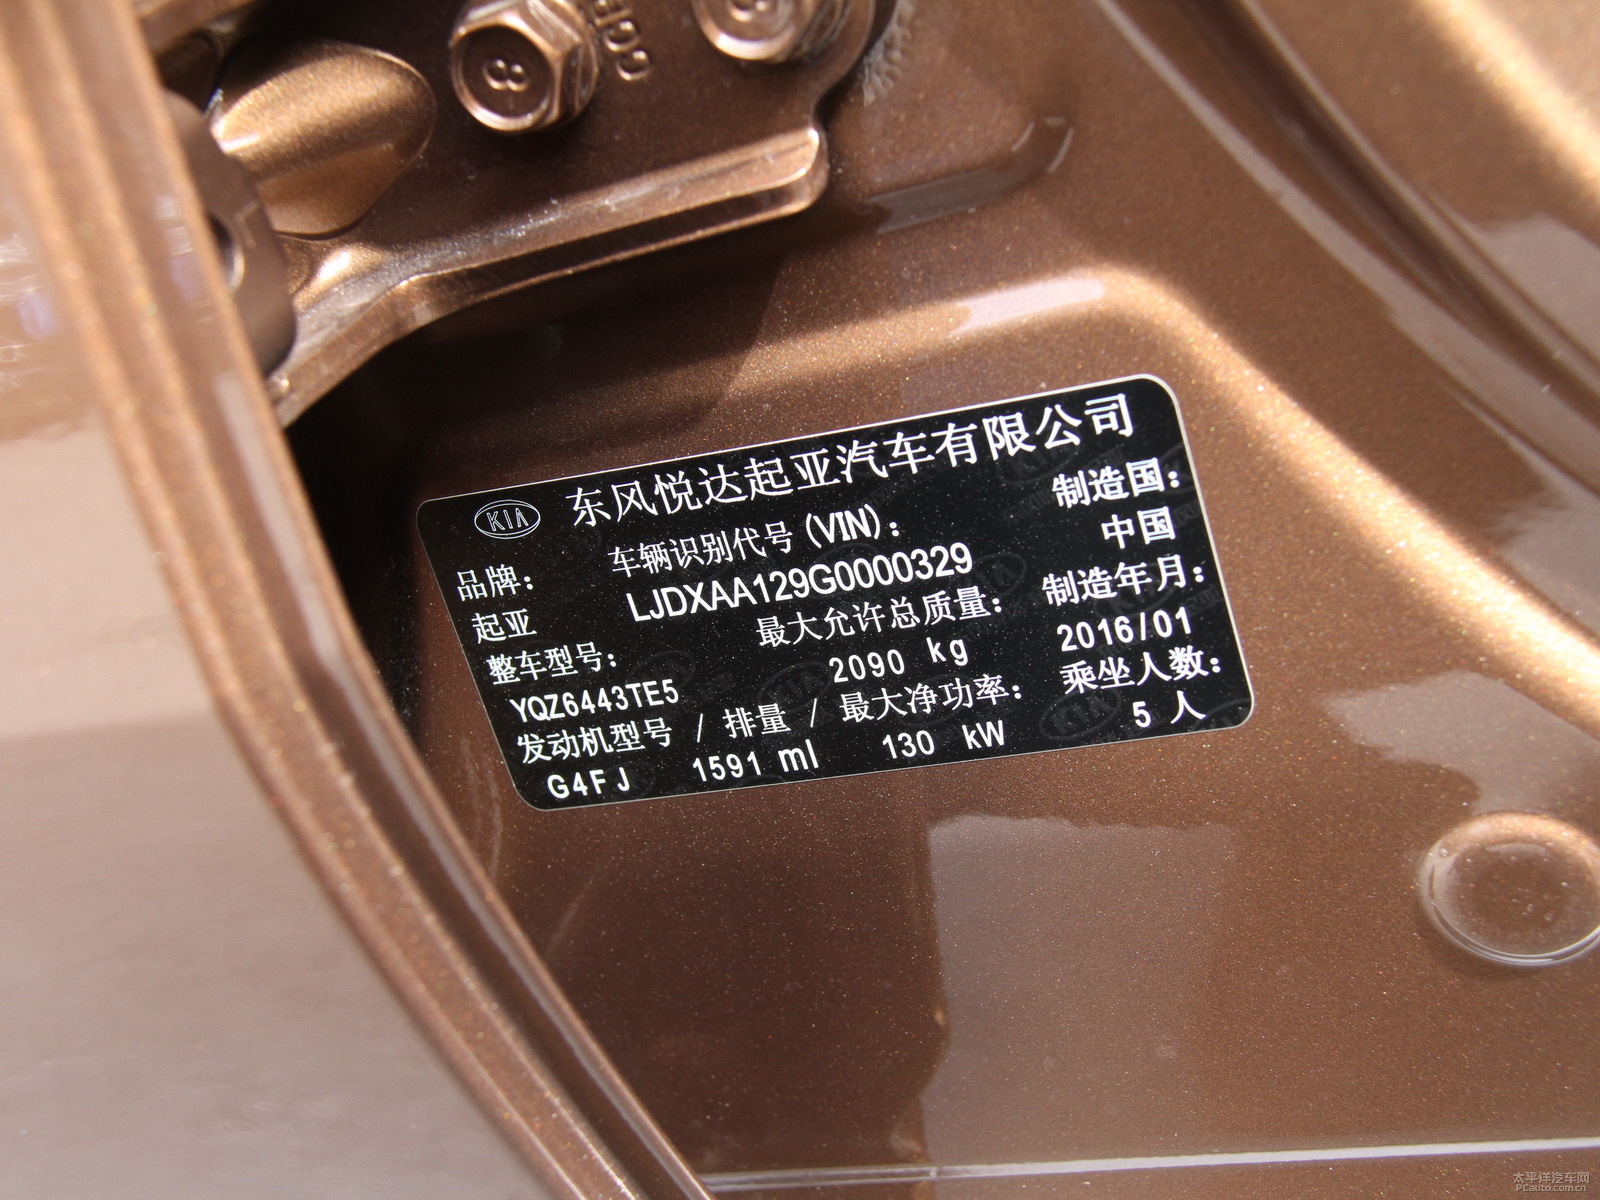 8
8
KIA 东风悦达起亚汽车有限公司
品牌： 车辆识别代号 (VIN)： 制造国：
起亚 LJDXAA129G0000329 中国
整车型号： 最大允许总质量： 制造年月：
YQZ6443TE5 2090 kg 2016/01
发动机型号 / 排量 / 最大净功率： 乘坐人数：
G4FJ 1591 ml 130 kW 5 人
太平洋汽车网
PCauto.com.cn